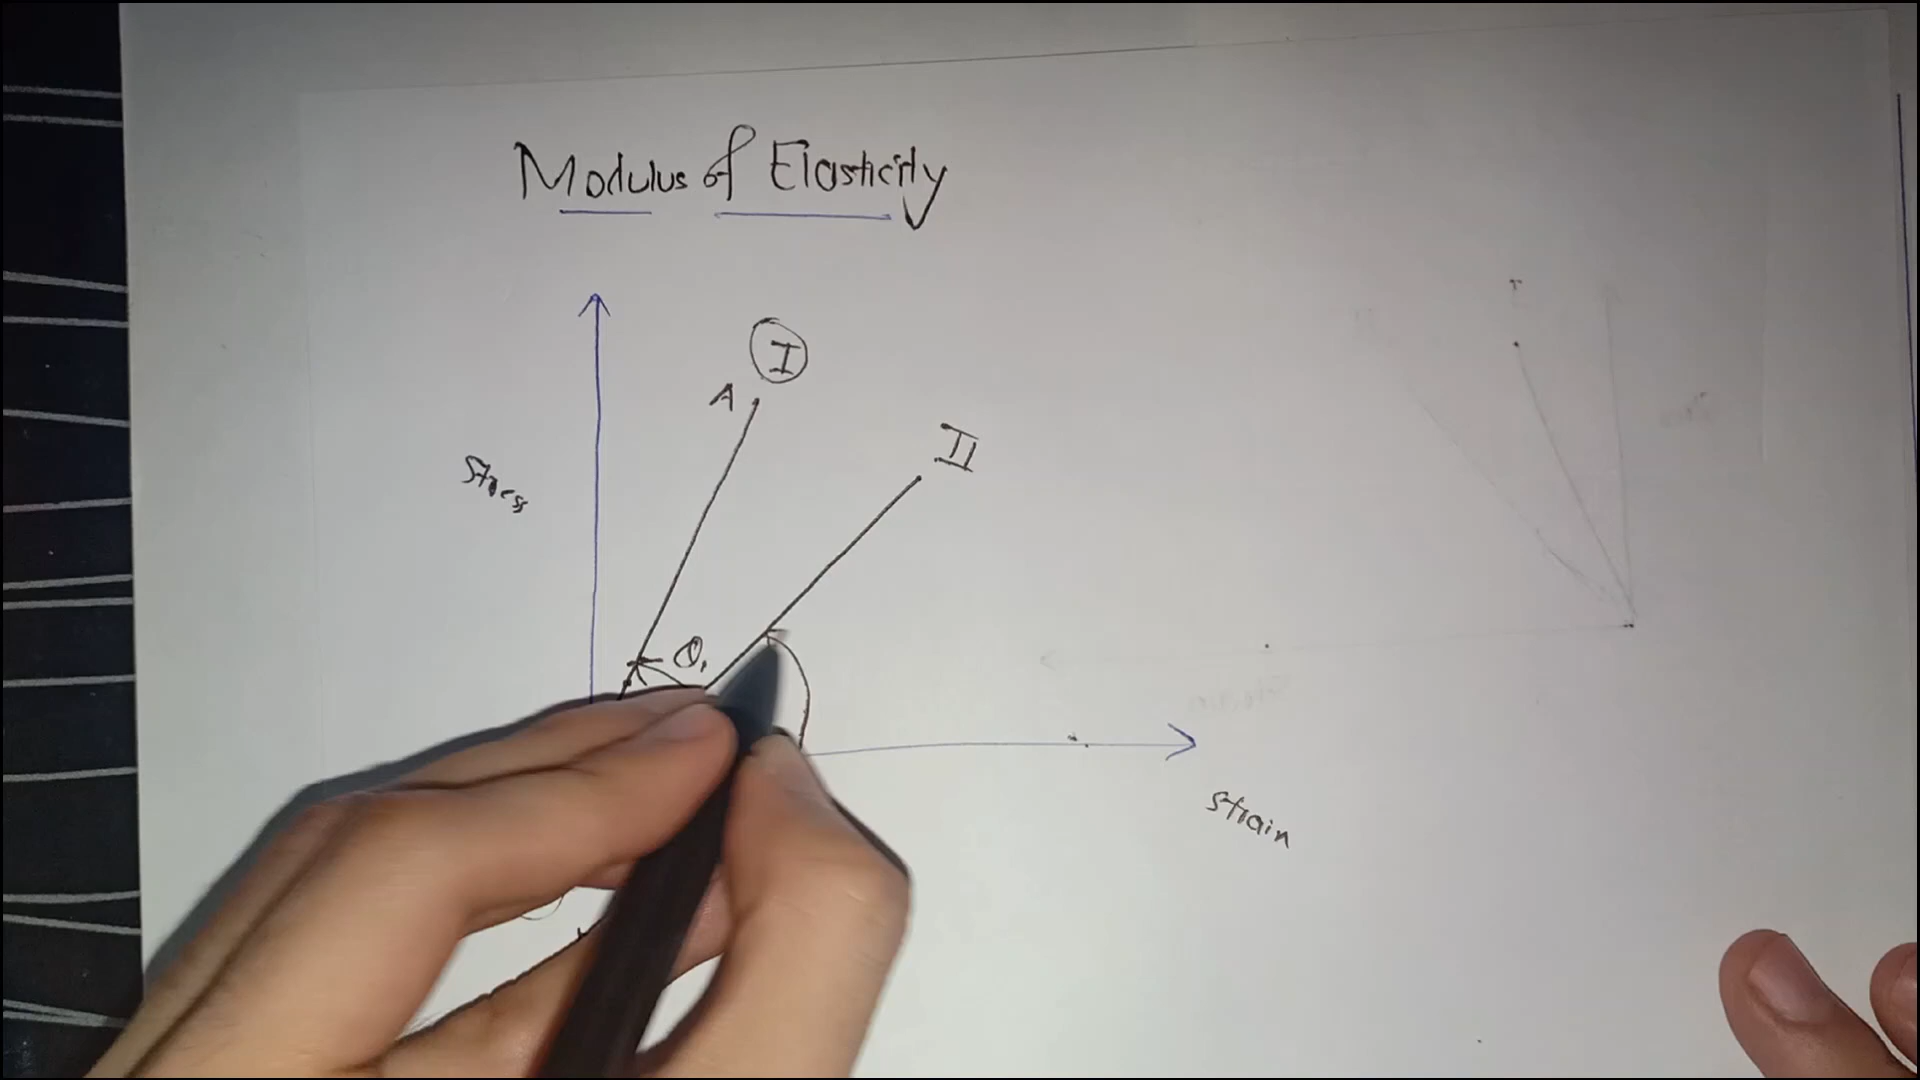 Modulus of Elasticity
I
A
II
Stress
θ₁
Strain